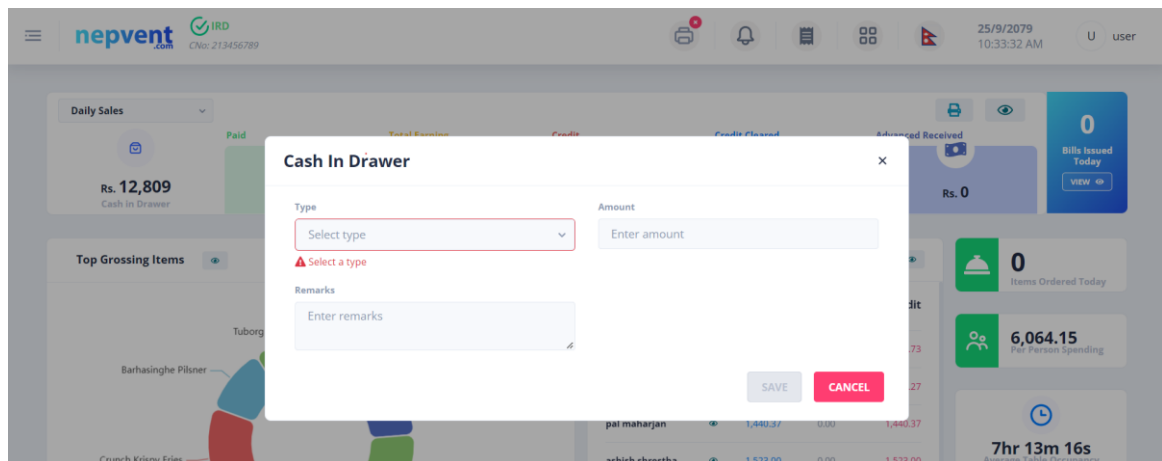 nepvent
.com
IRD
CNo: 213456789
25/9/2079
10:33:32 AM
U user
Daily Sales
Paid
Total Earning
Credit
Credit Cleared
Advanced Received
Rs. 12,809
Cash in Drawer
Rs. 0
0
Bills Issued
Today
VIEW
Cash In Drawer
×
Type
Amount
Select type
Enter amount
Select a type
Remarks
Enter remarks
SAVE
CANCEL
Top Grossing Items
Tuborg
Barhasinghe Pilsner
Crunch Krispy Fries
dit
.73
.27
pal maharjan 1,440.37 0.00 1,440.37
ashish shrestha 1,523.00 0.00 1,523.00
0
Items Ordered Today
6,064.15
Per Person Spending
7hr 13m 16s
Average Table Occupancy